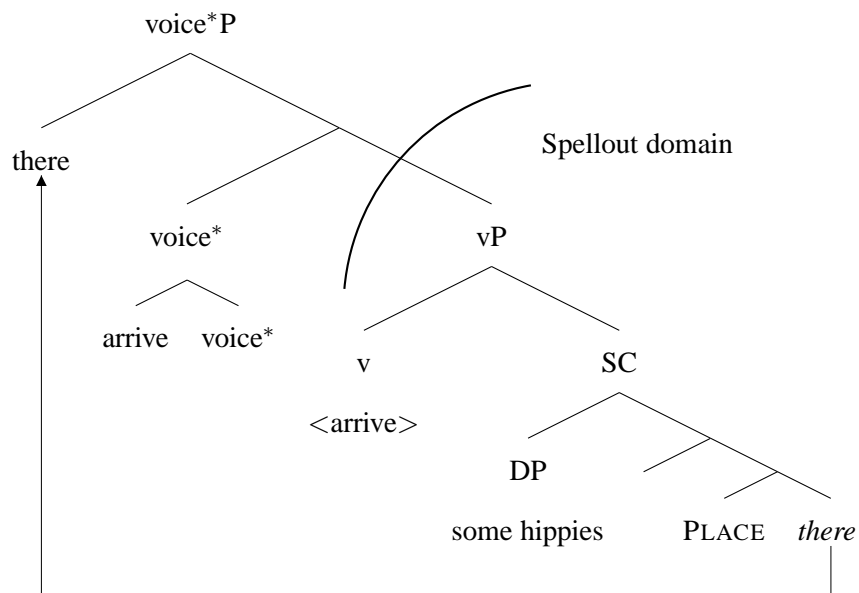 voice*P
Spellout domain
there
voice* vP
arrive voice* v SC
<arrive>
DP
some hippies PLACE there